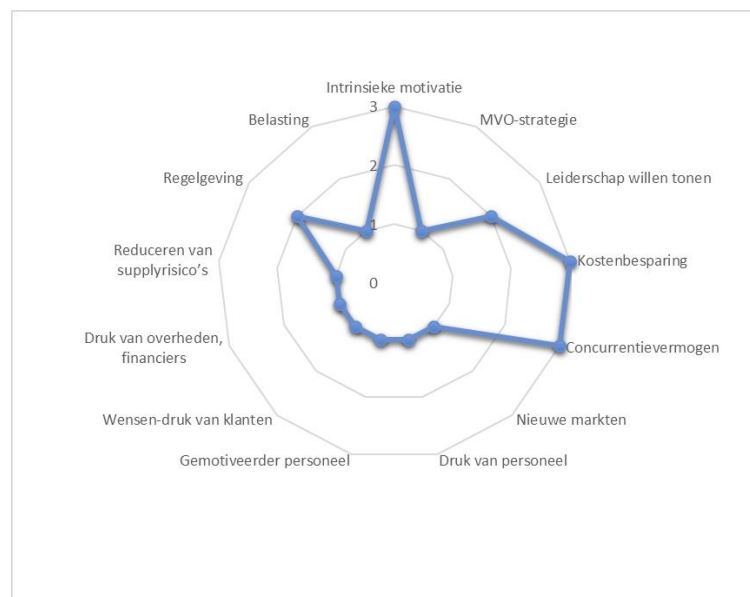 Intrinsieke motivatie
MVO-strategie
Leiderschap willen tonen
Kostenbesparing
Concurrentievermogen
Nieuwe markten
Druk van personeel
Gemotiveerder personeel
Wensen-druk van klanten
Druk van overheden,
financiers
Reduceren van
supplyrisico’s
Regelgeving
Belasting
3
2
1
0